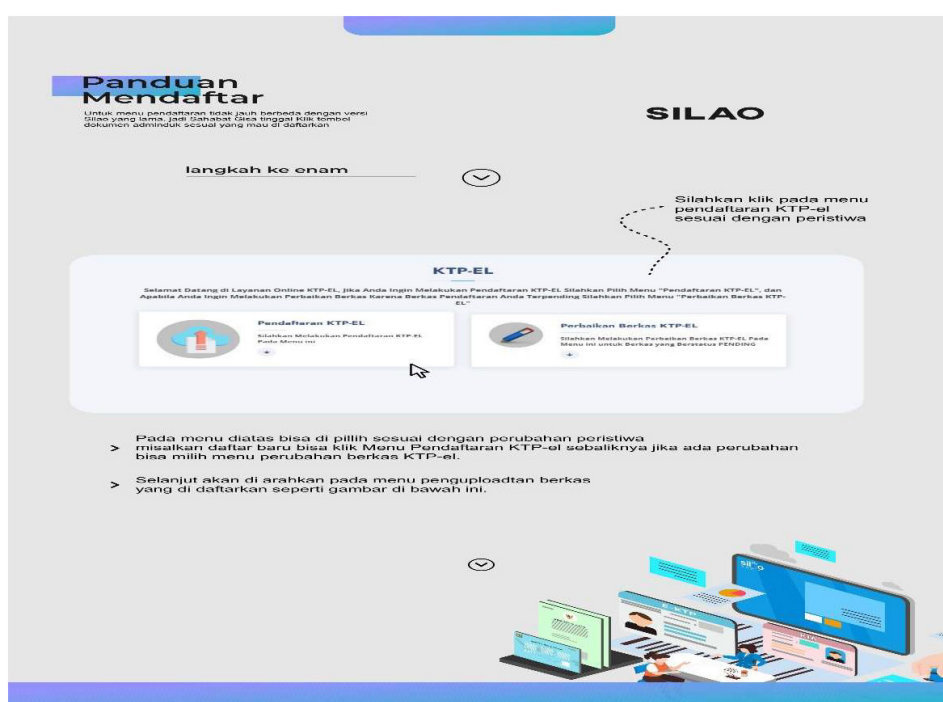 Panduan
Mendaftar
Untuk menu pendaftaran tidak jauh berbeda dengan versi
Silao yang lama, jadi Sahabat Gisa tinggal Klik tombol
dokumen adminduk sesuai yang mau di daftarkan
SILAO
langkah ke enam
Silahkan klik pada menu
pendaftaran KTP-el
sesuai dengan peristiwa
KTP-EL
Selamat Datang di Layanan Online KTP-EL, Jika Anda Ingin Melakukan Pendaftaran KTP-EL Silahkan Pilih Menu "Pendaftaran KTP-EL", dan
Apabila Anda Ingin Melakukan Perbaikan Berkas Karena Berkas Pendaftaran Anda Terpending Silahkan Pilih Menu "Perbaikan Berkas KTP-
EL"
Pendaftaran KTP-EL
Silahkan Melakukan Pendaftaran KTP-EL
Pada Menu ini
Perbaikan Berkas KTP-EL
Silahkan Melakukan Perbaikan Berkas KTP-EL Pada
Menu ini untuk Berkas yang Berstatus PENDING
> Pada menu diatas bisa di pillih sesuai dengan perubahan peristiwa
misalkan daftar baru bisa klik Menu Pendaftaran KTP-el sebaliknya jika ada perubahan
bisa milih menu perubahan berkas KTP-el.
> Selanjut akan di arahkan pada menu penguploadtan berkas
yang di daftarkan seperti gambar di bawah ini.
E-KTP